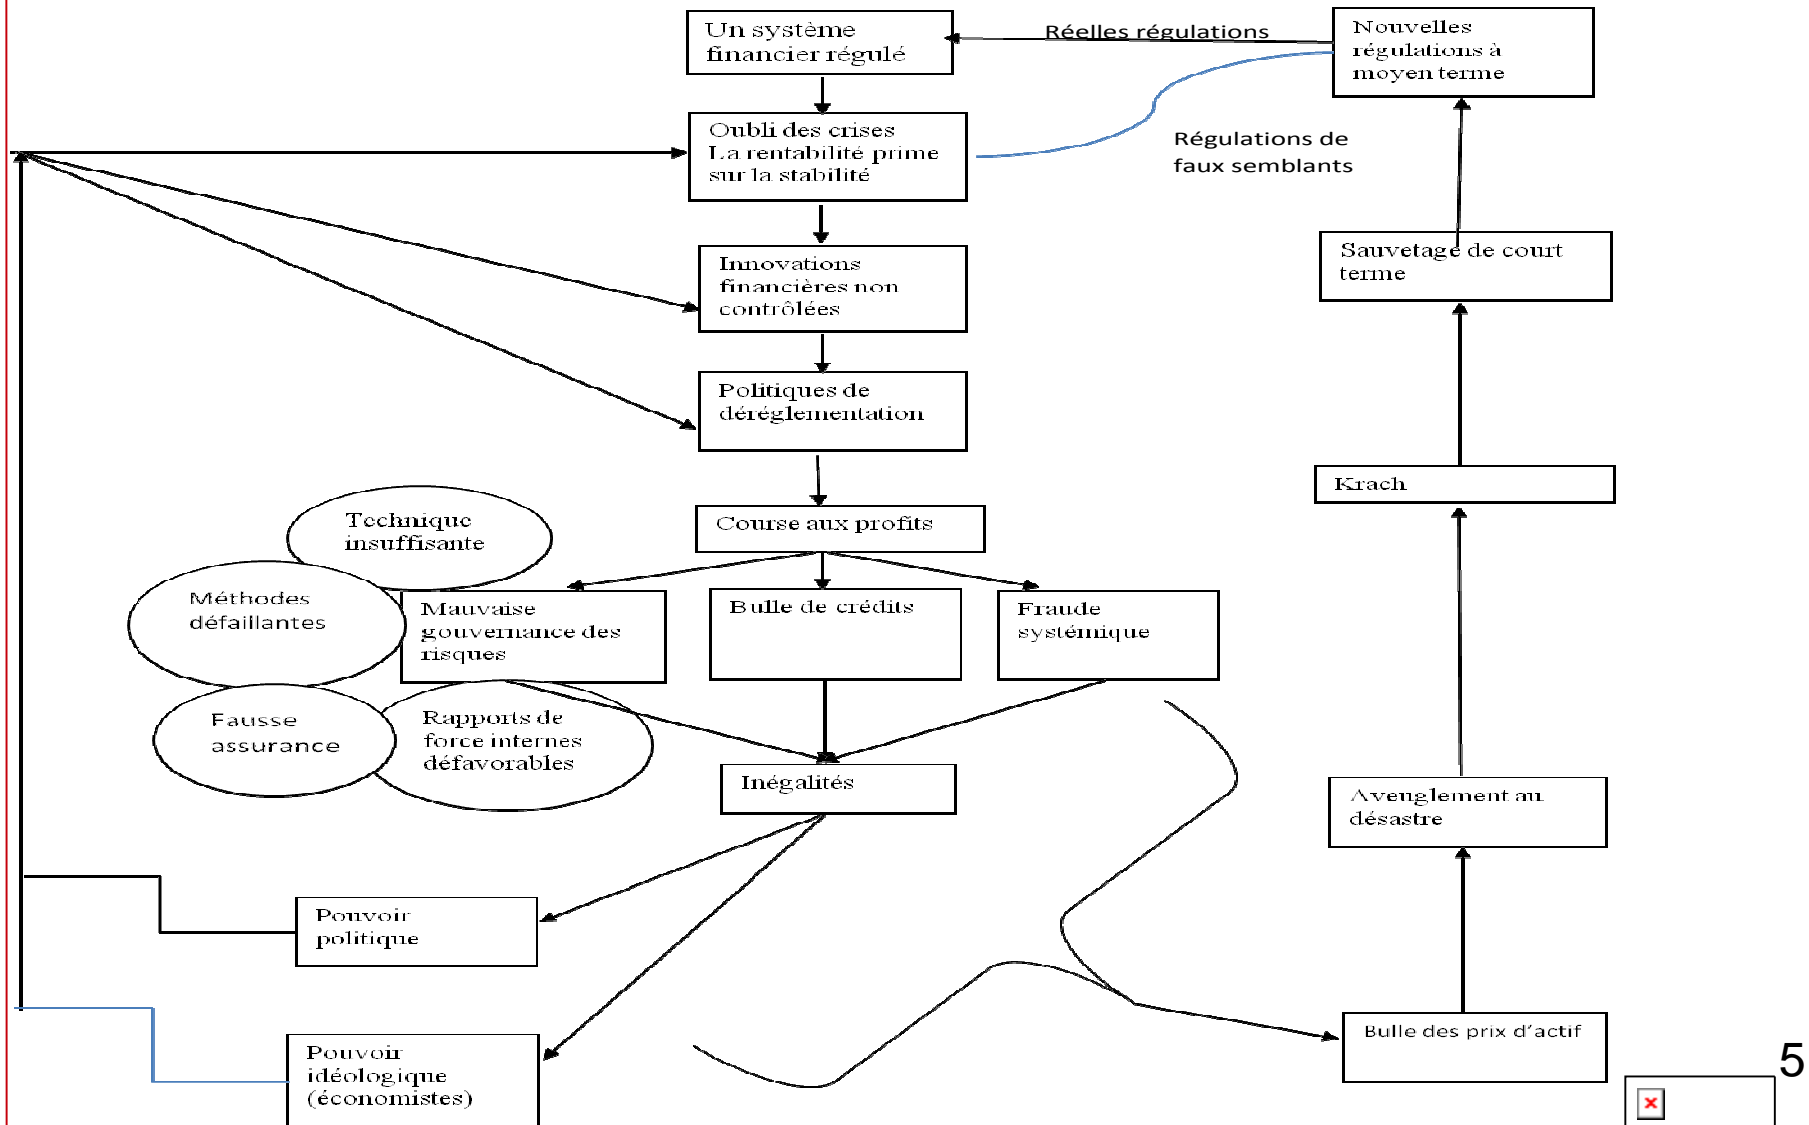 Un système
financier régulé
Réelles régulations
Nouvelles
régulations à
moyen terme
Oubli des crises
La rentabilité prime
sur la stabilité
Régulations de
faux semblants
Innovations
financières non
contrôlées
Sauvetage de court
terme
Politiques de
déréglementation
Krach
Course aux profits
Technique
insuffisante
Méthodes
défaillantes
Mauvaise
gouvernance des
risques
Bulle de crédits
Fraude
systémique
Fausse
assurance
Rapports de
force internes
défavorables
Inégalités
Aveuglement au
désastre
Pouvoir
politique
Pouvoir
idéologique
(économistes)
Bulle des prix d’actif
5